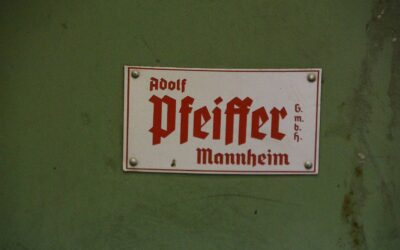 Adolf
Pfeiffer
G.m.b.H.
Mannheim